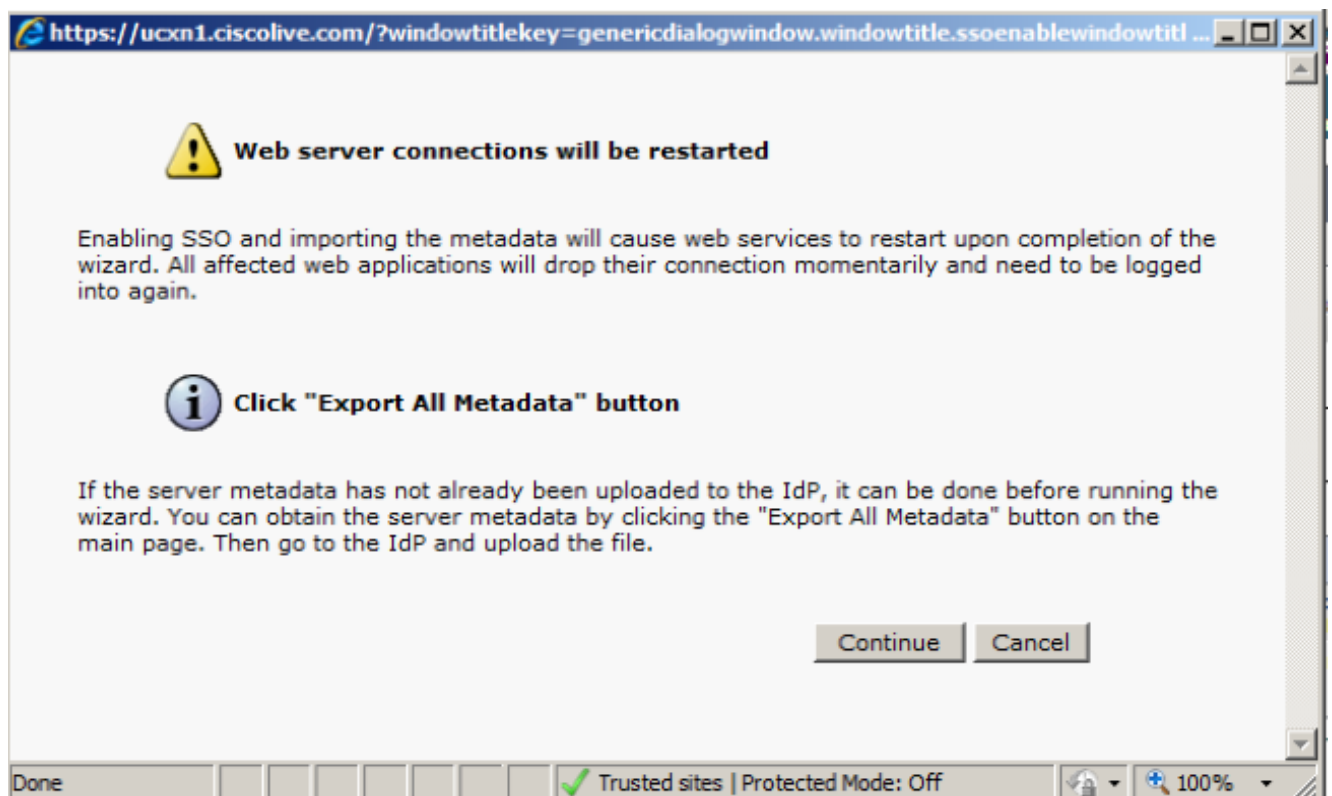 https://ucxn1.ciscolive.com/?windowtitlekey=genericdialogwindow.windowtitle.ssoenablewindowtitl ...
Web server connections will be restarted
Enabling SSO and importing the metadata will cause web services to restart upon completion of the
wizard. All affected web applications will drop their connection momentarily and need to be logged
into again.
Click "Export All Metadata" button
If the server metadata has not already been uploaded to the IdP, it can be done before running the
wizard. You can obtain the server metadata by clicking the "Export All Metadata" button on the
main page. Then go to the IdP and upload the file.
Continue Cancel
Done Trusted sites | Protected Mode: Off 100%